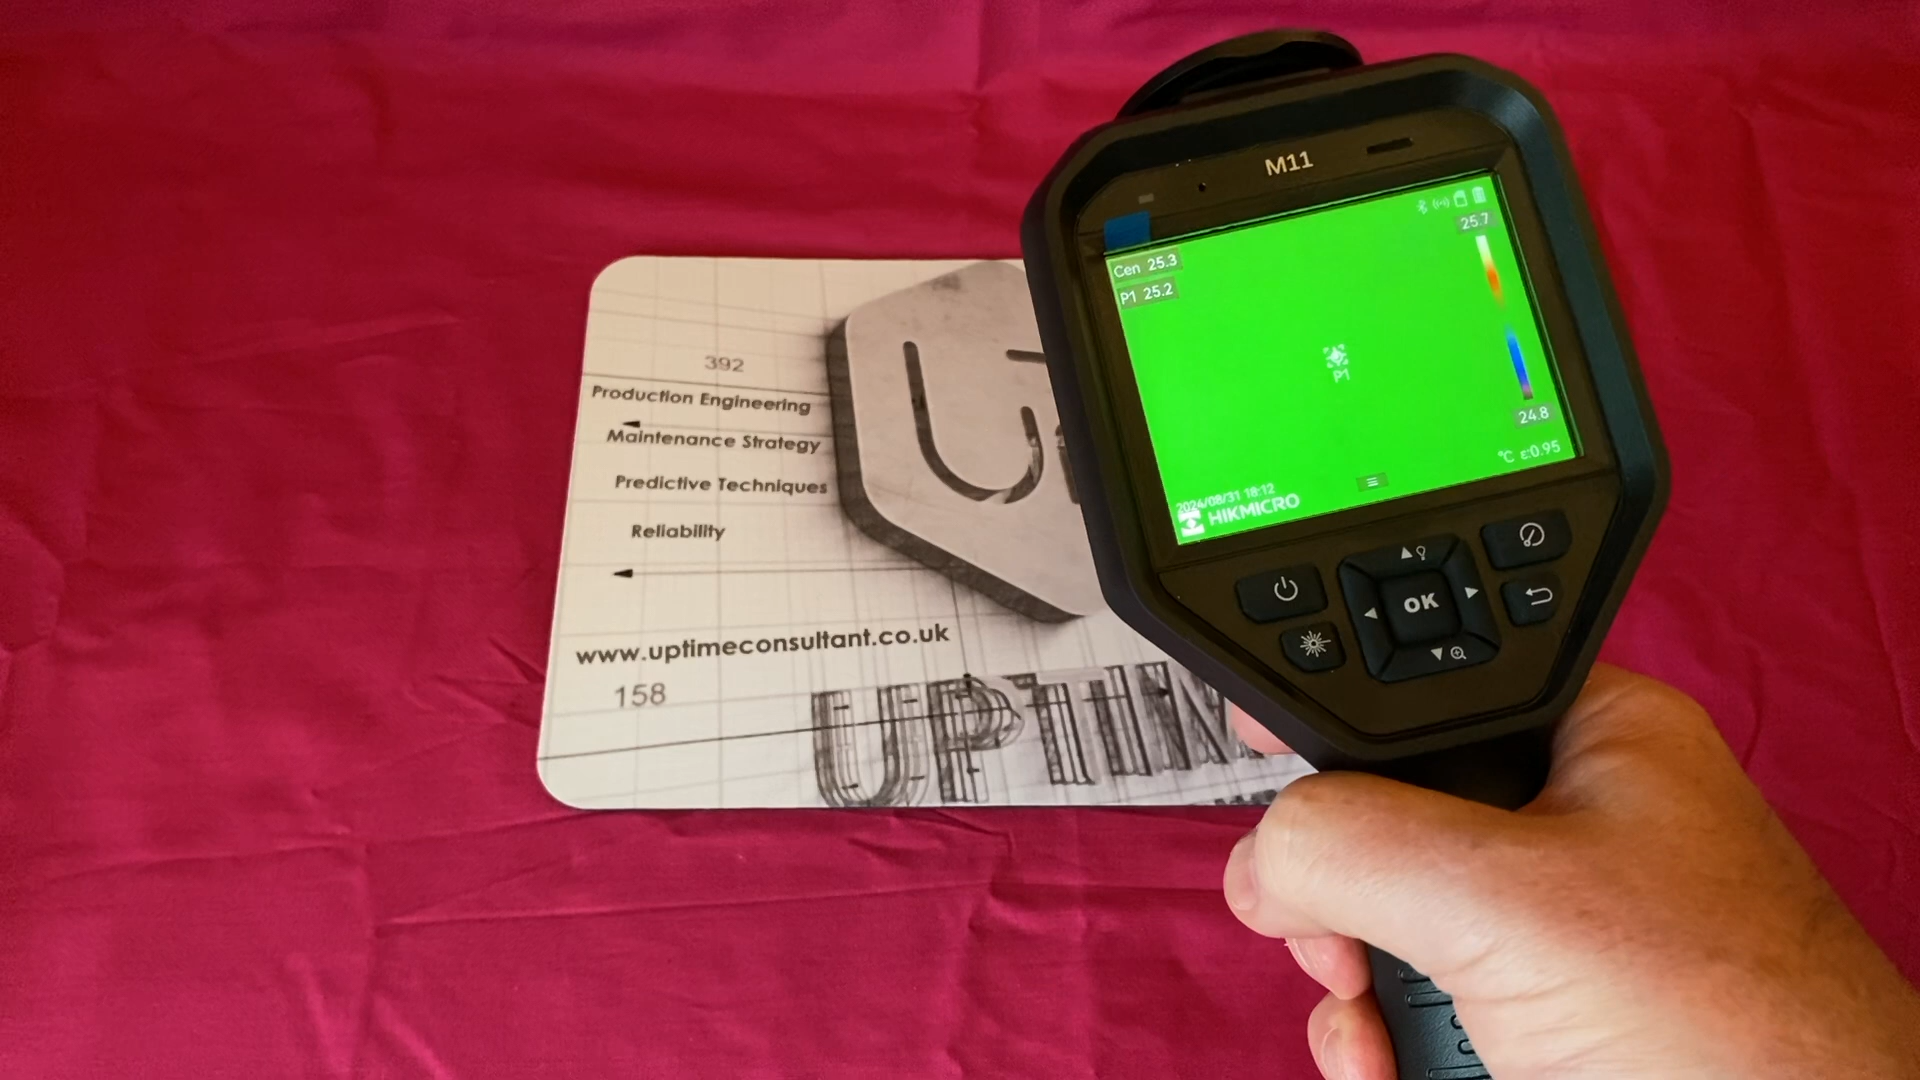 392
Production Engineering
Maintenance Strategy
Predictive Techniques
Reliability
www.uptimeconsultant.co.uk
158
UPTIM
M11
25.7
Cen 25.3
P1 25.2
P1
24.8
°C ε:0.95
2024/08/31 18:12
HIKMICRO
OK